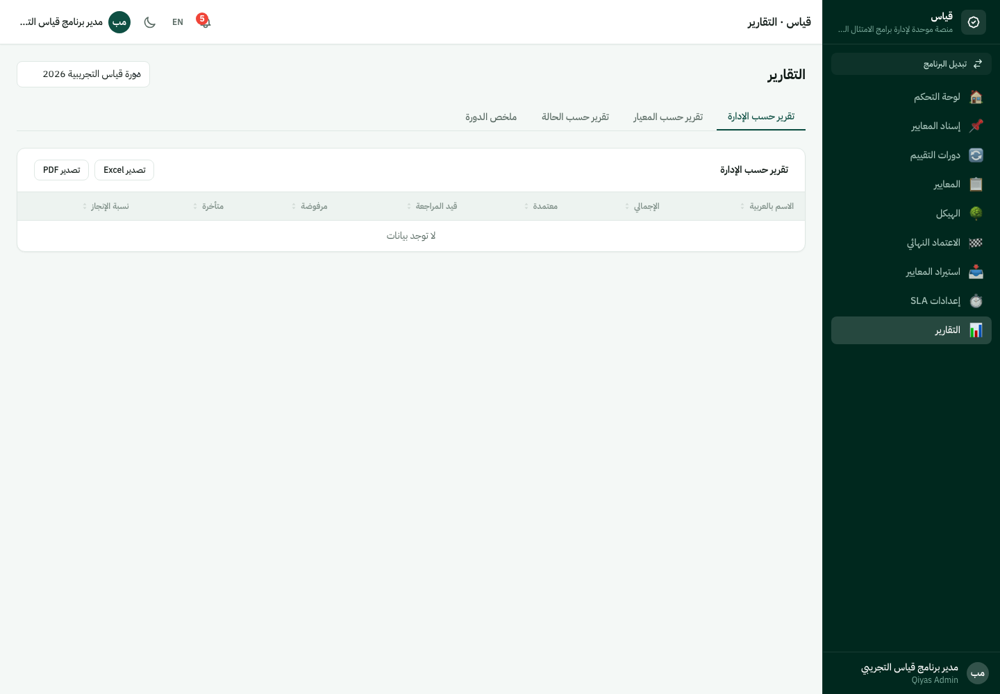 قياس
منصة موحدة لإدارة برامج الامتثال الـ...
تبديل البرنامج
لوحة التحكم
إسناد المعايير
دورات التقييم
المعايير
الهيكل
الاعتماد النهائي
استيراد المعايير
إعدادات SLA
التقارير
مب
مدير برنامج قياس التجريبي
Qiyas Admin
قياس · التقارير
5
EN
مب
مدير برنامج قياس التـ...
التقارير
دورة قياس التجريبية 2026
تقرير حسب الإدارة
تقرير حسب المعيار
تقرير حسب الحالة
ملخص الدورة
تقرير حسب الإدارة
تصدير Excel
تصدير PDF
الاسم بالعربية
الإجمالي
معتمدة
قيد المراجعة
مرفوضة
متأخرة
نسبة الإنجاز
لا توجد بيانات